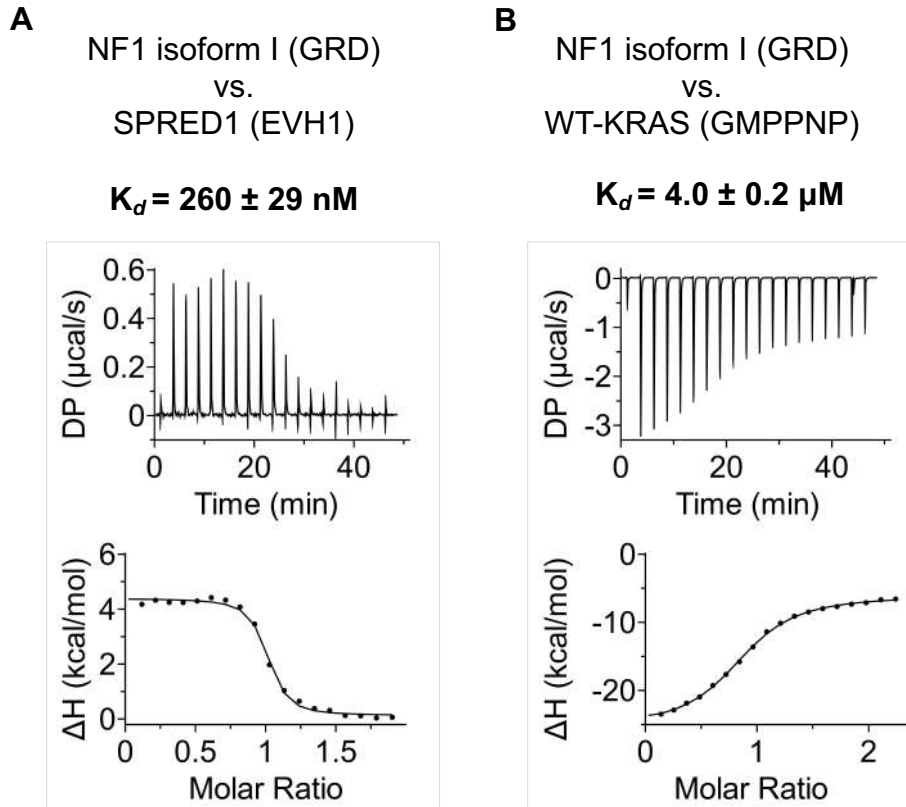 A
NF1 isoform I (GRD)
vs.
SPRED1 (EVH1)
K_d = 260 ± 29 nM
0.6
0.4
0.2
0
DP (µcal/s)
0 20 40
Time (min)
6
4
2
0
ΔH (kcal/mol)
0 0.5 1 1.5
Molar Ratio
B
NF1 isoform I (GRD)
vs.
WT-KRAS (GMPPNP)
K_d = 4.0 ± 0.2 µM
0
-1
-2
-3
DP (µcal/s)
0 20 40
Time (min)
0
-10
-20
ΔH (kcal/mol)
0 1 2
Molar Ratio